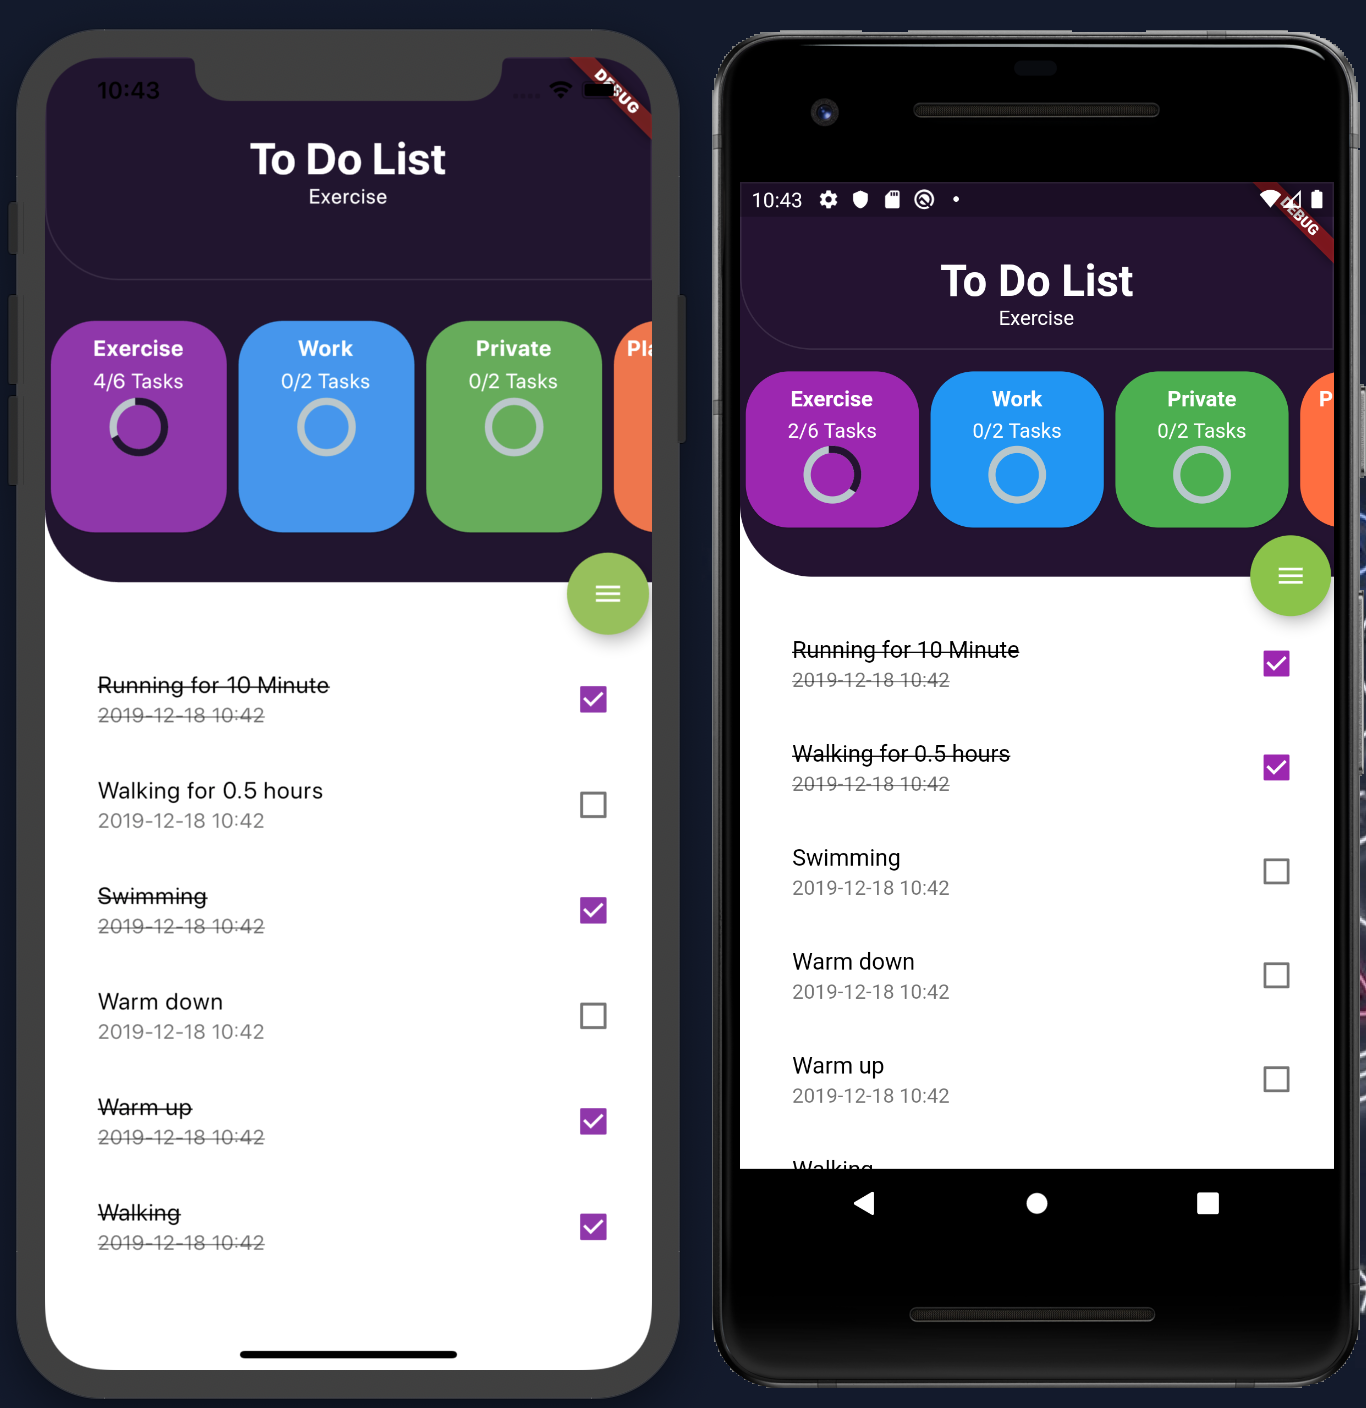 10:43
DEBUG
To Do List
Exercise
Exercise
4/6 Tasks
Work
0/2 Tasks
Private
0/2 Tasks
Running for 10 Minute
2019-12-18 10:42
Walking for 0.5 hours
2019-12-18 10:42
Swimming
2019-12-18 10:42
Warm down
2019-12-18 10:42
Warm up
2019-12-18 10:42
Walking
2019-12-18 10:42
10:43
DEBUG
To Do List
Exercise
Exercise
2/6 Tasks
Work
0/2 Tasks
Private
0/2 Tasks
Running for 10 Minute
2019-12-18 10:42
Walking for 0.5 hours
2019-12-18 10:42
Swimming
2019-12-18 10:42
Warm down
2019-12-18 10:42
Warm up
2019-12-18 10:42
Walking